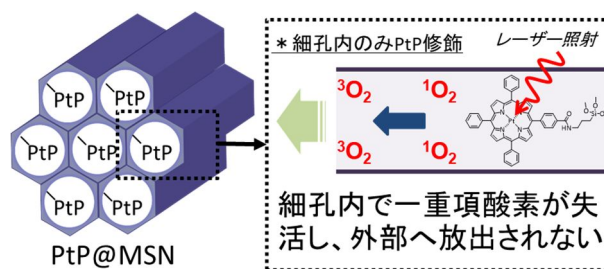 PtP
PtP PtP
PtP PtP PtP
PtP PtP
PtP@MSN
＊細孔内のみPtP修飾
レーザー照射
³O₂ ¹O₂
³O₂ ¹O₂
細孔内で一重項酸素が失
活し、外部へ放出されない